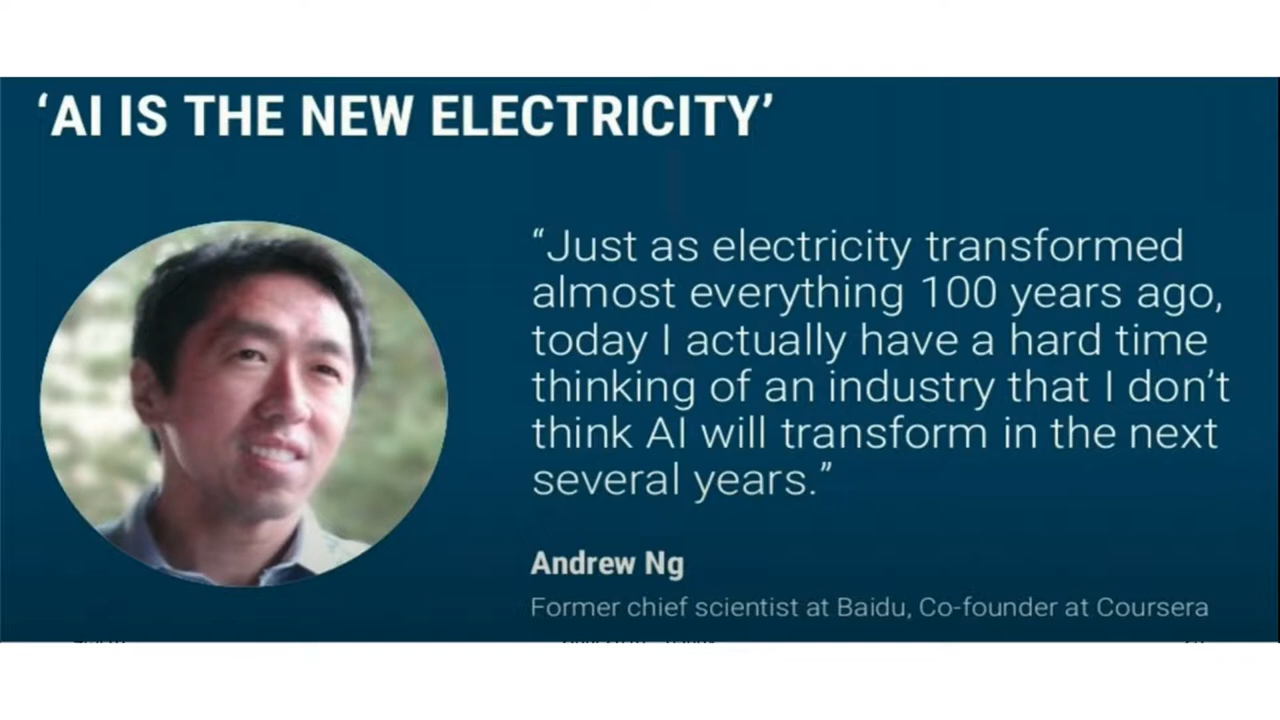 ‘AI IS THE NEW ELECTRICITY’
“Just as electricity transformed
almost everything 100 years ago,
today I actually have a hard time
thinking of an industry that I don’t
think AI will transform in the next
several years.”
Andrew Ng
Former chief scientist at Baidu, Co-founder at Coursera